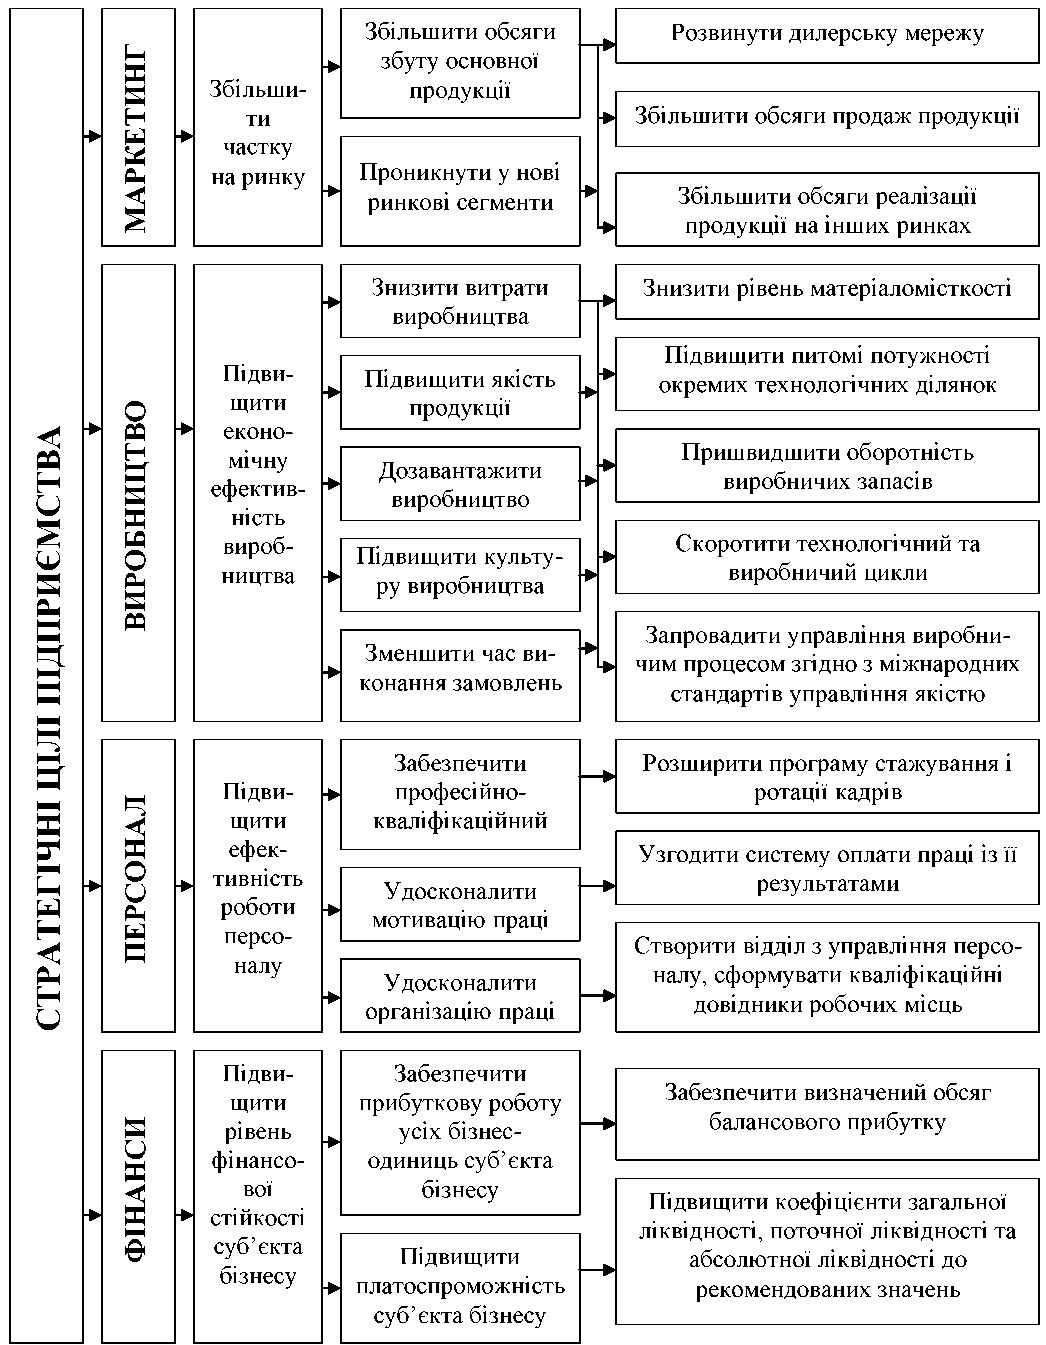 СТРАТЕГІЧНІ ЦІЛІ ПІДПРИЄМСТВА
МАРКЕТИНГ
Збільши-
ти
частку
на ринку
Збільшити обсяги
збуту основної
продукції
Проникнути у нові
ринкові сегменти
Розвинути дилерську мережу
Збільшити обсяги продаж продукції
Збільшити обсяги реалізації
продукції на інших ринках
ВИРОБНИЦТВО
Підви-
щити
еконо-
мічну
ефектив-
ність
вироб-
ництва
Знизити витрати
виробництва
Підвищити якість
продукції
Дозавантажити
виробництво
Підвищити культу-
ру виробництва
Зменшити час ви-
конання замовлень
Знизити рівень матеріаломісткості
Підвищити питомі потужності
окремих технологічних ділянок
Пришвидшити оборотність
виробничих запасів
Скоротити технологічний та
виробничий цикли
Запровадити управління виробни-
чим процесом згідно з міжнародних
стандартів управління якістю
ПЕРСОНАЛ
Підви-
щити
ефек-
тивність
роботи
персо-
налу
Забезпечити
професійно-
кваліфікаційний
Удосконалити
мотивацію праці
Удосконалити
організацію праці
Розширити програму стажування і
ротації кадрів
Узгодити систему оплати праці із її
результатами
Створити відділ з управління персо-
налу, сформувати кваліфікаційні
довідники робочих місць
ФІНАНСИ
Підви-
щити
рівень
фінансо-
вої
стійкості
суб’єкта
бізнесу
Забезпечити
прибуткову роботу
усіх бізнес-
одиниць суб’єкта
бізнесу
Підвищити
платоспроможність
суб’єкта бізнесу
Забезпечити визначений обсяг
балансового прибутку
Підвищити коефіцієнти загальної
ліквідності, поточної ліквідності та
абсолютної ліквідності до
рекомендованих значень